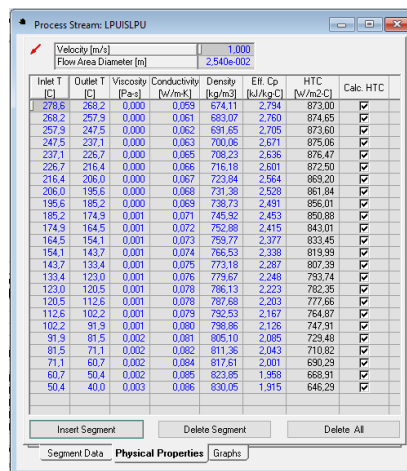 Process Stream: LPUISLPU
Velocity [m/s] 1,000
Flow Area Diameter [m] 2,540e-002
Inlet T Outlet T Viscosity Conductivity Density Eff. Cp HTC Calc. HTC
[C] [C] [Pa-s] [W/m-K] [kg/m3] [kJ/kg-C] [W/m2-C]
278,6 268,2 0,000 0,059 674,11 2,794 873,00
268,2 257,9 0,000 0,061 683,07 2,760 874,65
257,9 247,5 0,000 0,062 691,65 2,705 873,60
247,5 237,1 0,000 0,063 700,06 2,671 875,06
237,1 226,7 0,000 0,065 708,23 2,636 876,47
226,7 216,4 0,000 0,066 716,18 2,601 872,50
216,4 206,0 0,000 0,067 723,84 2,564 869,20
206,0 195,6 0,000 0,068 731,38 2,528 861,84
195,6 185,2 0,000 0,069 738,73 2,491 856,01
185,2 174,9 0,001 0,071 745,92 2,453 850,88
174,9 164,5 0,001 0,072 752,88 2,415 843,01
164,5 154,1 0,001 0,073 759,77 2,377 833,45
154,1 143,7 0,001 0,074 766,53 2,338 819,99
143,7 133,4 0,001 0,075 773,18 2,287 807,39
133,4 123,0 0,001 0,076 779,67 2,248 793,74
123,0 120,5 0,001 0,078 786,13 2,223 782,35
120,5 112,6 0,001 0,078 787,68 2,203 777,66
112,6 102,2 0,001 0,079 792,53 2,167 764,87
102,2 91,9 0,001 0,080 798,86 2,126 747,91
91,9 81,5 0,002 0,081 805,10 2,085 729,48
81,5 71,1 0,002 0,082 811,36 2,043 710,82
71,1 60,7 0,002 0,084 817,61 2,001 690,29
60,7 50,4 0,002 0,085 823,85 1,958 668,91
50,4 40,0 0,003 0,086 830,05 1,915 646,29
Insert Segment Delete Segment Delete All
Segment Data Physical Properties Graphs